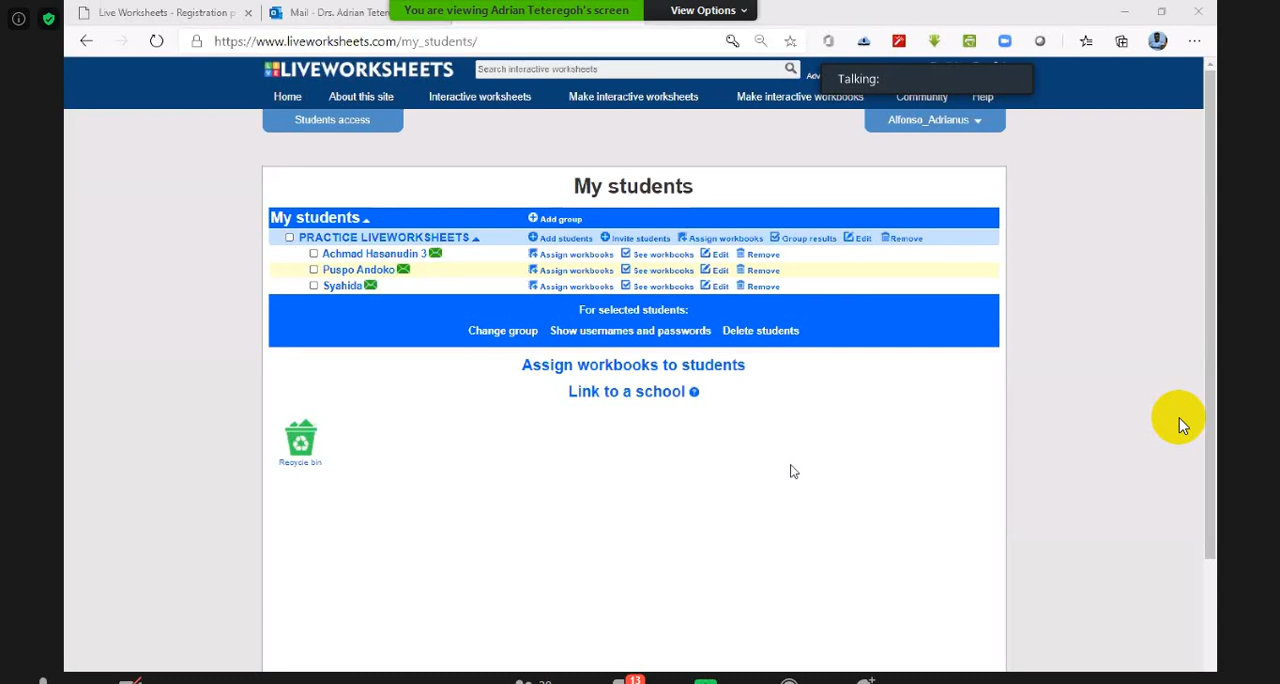 You are viewing Adrian Teteregoh's screen View Options
Live Worksheets - Registration p Mail - Drs. Adrian Teter
https://www.liveworksheets.com/my_students/
LIVEWORKSHEETS Search interactive worksheets Adv
Talking:
Home About this site Interactive worksheets Make interactive worksheets Make interactive workbooks Community Help
Students access Alfonso_Adrianus
My students
My students Add group
PRACTICE LIVEWORKSHEETS Add students Invite students Assign workbooks Group results Edit Remove
Achmad Hasanudin 3 Assign workbooks See workbooks Edit Remove
Puspo Andoko Assign workbooks See workbooks Edit Remove
Syahida Assign workbooks See workbooks Edit Remove
For selected students:
Change group Show usernames and passwords Delete students
Assign workbooks to students
Link to a school ?
Recycle bin
13